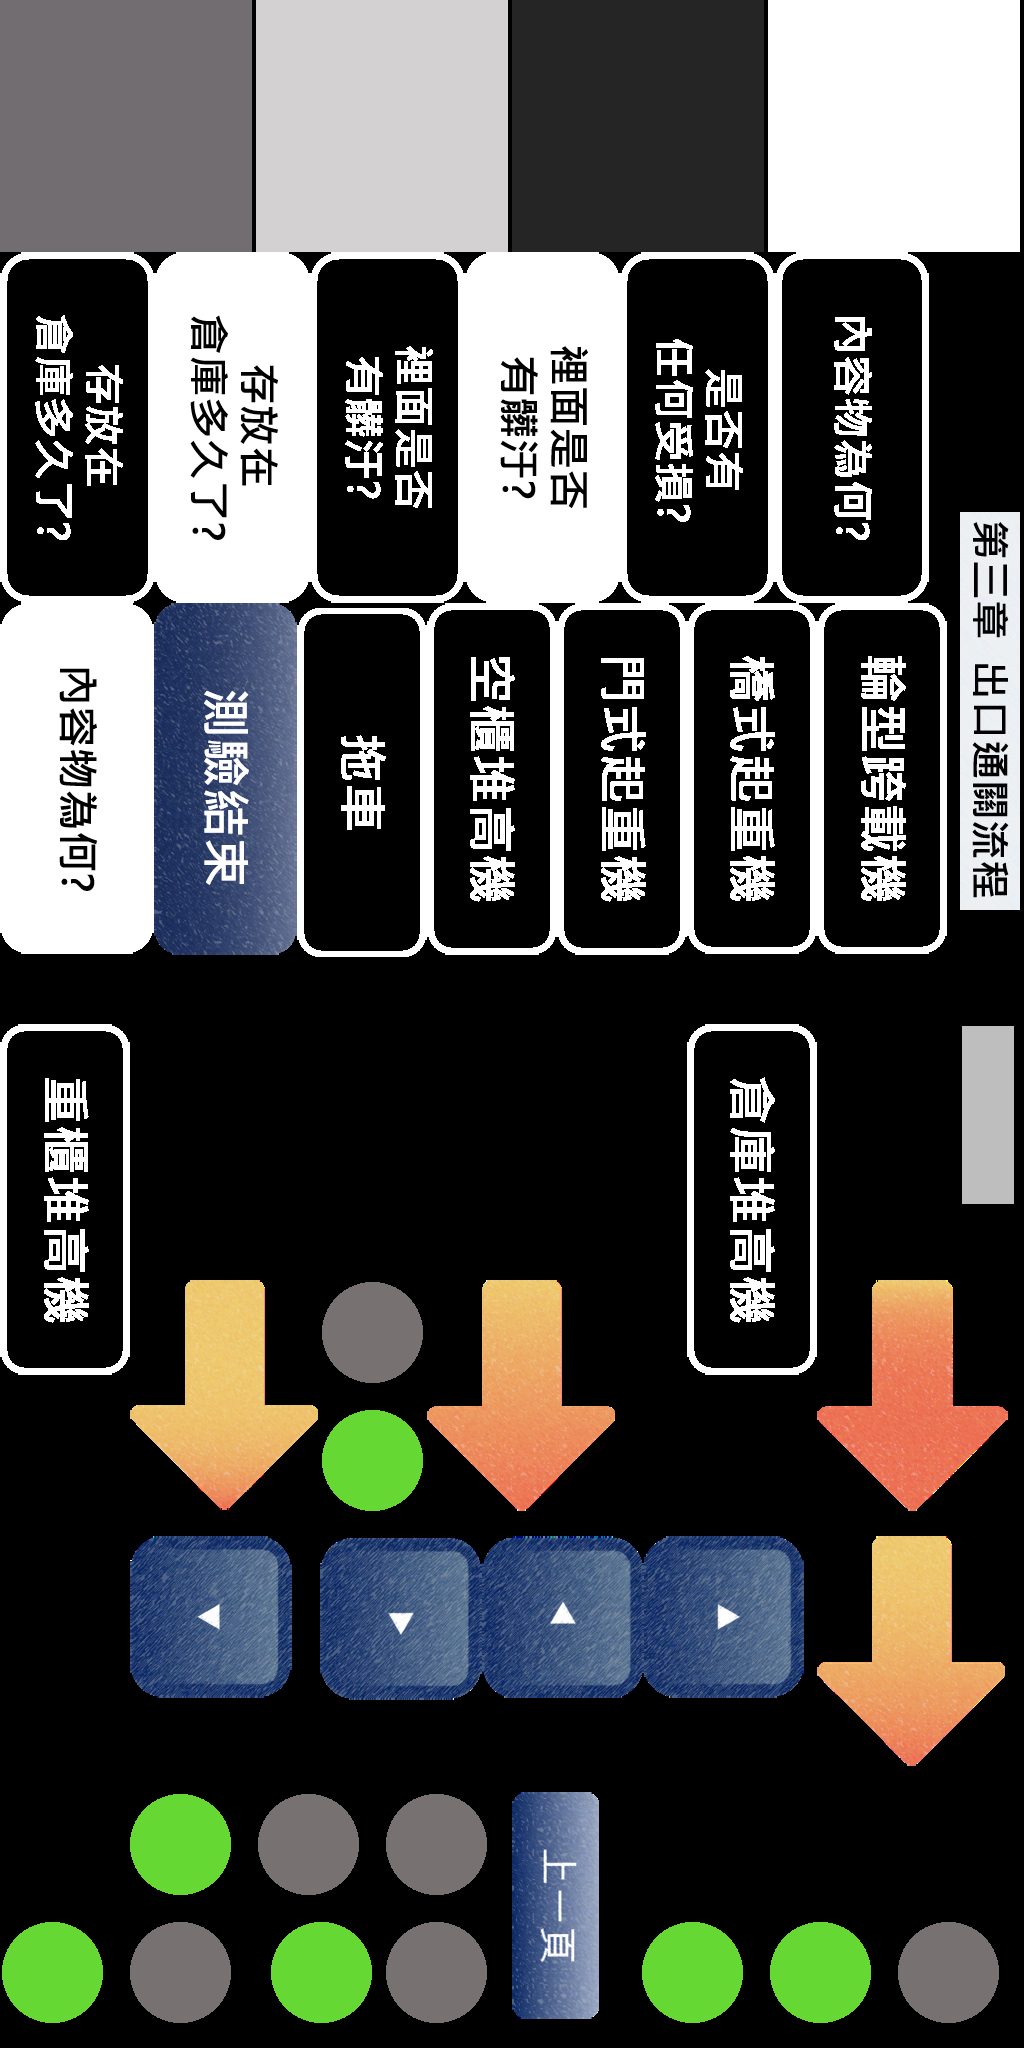 第三章 出口通關流程
內容物為何?
是否有
任何受損?
裡面是否
有髒汙?
裡面是否
有髒汙?
存放在
倉庫多久了?
存放在
倉庫多久了?
輪型跨載機
橋式起重機
門式起重機
空櫃堆高機
拖車
測驗結束
內容物為何?
倉庫堆高機
重櫃堆高機
上一頁